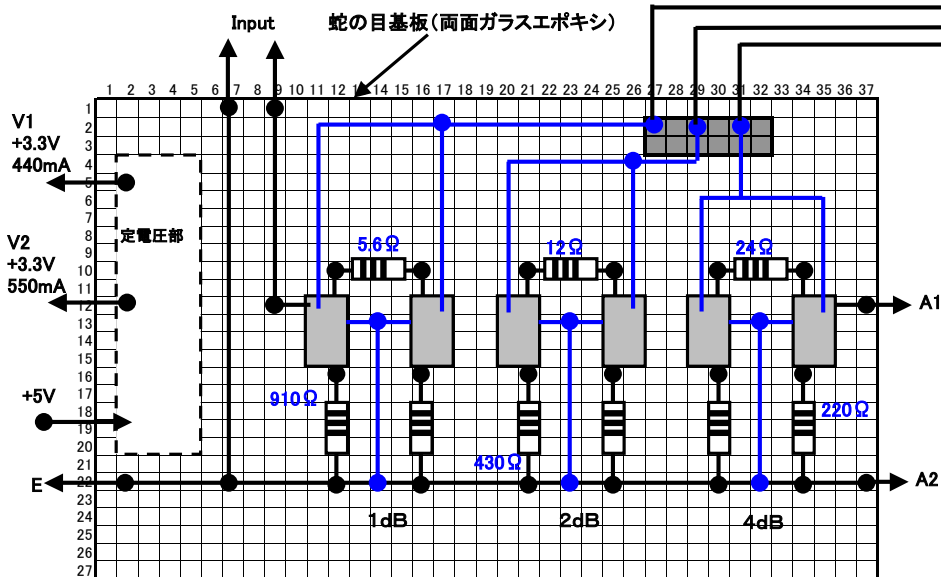 Input
蛇の目基板(両面ガラスエポキシ)
1 2 3 4 5 6 7 8 9 10 11 12 13 14 15 16 17 18 19 20 21 22 23 24 25 26 27 28 29 30 31 32 33 34 35 36 37
1
2
3
4
5
6
7
8
9
10
11
12
13
14
15
16
17
18
19
20
21
22
23
24
25
26
27
V1
+3.3V
440mA
定電圧部
V2
+3.3V
550mA
5.6Ω
12Ω
24Ω
A1
+5V
910Ω
220Ω
430Ω
E
A2
1dB
2dB
4dB